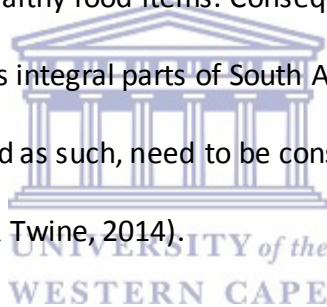 althy food items. Conseq
s integral parts of South A
d as such, need to be cons
Twine, 2014).
UNIVERSITY of the
WESTERN CAPE